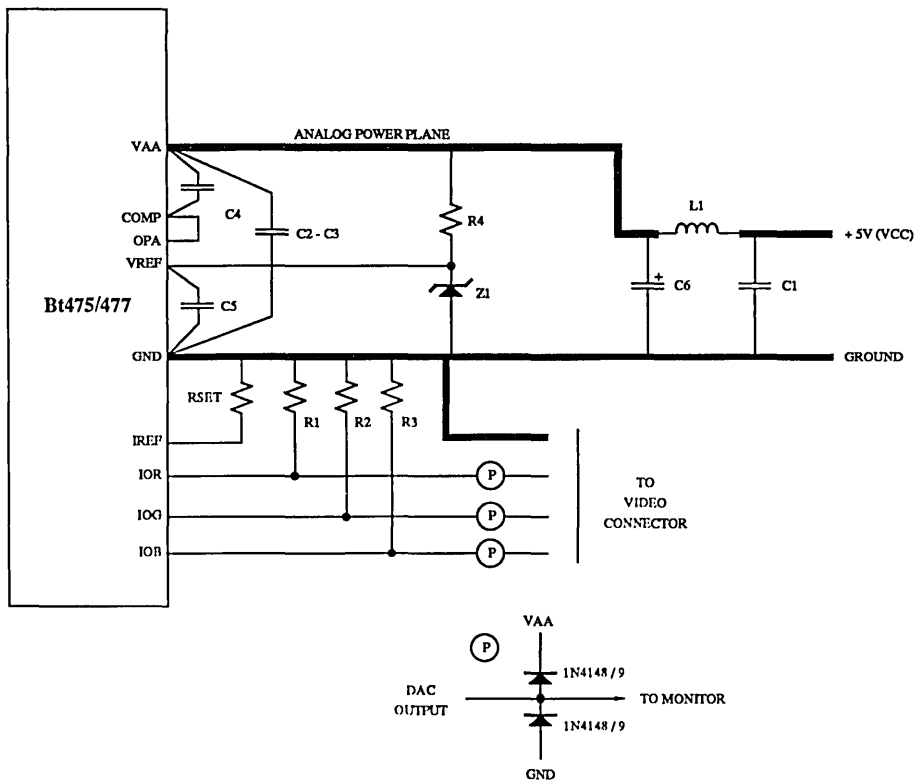 ANALOG POWER PLANE
VAA
L1
C4
R4
COMP
C2 - C3
+ 5V (VCC)
OPA
VREF
+
Z1
C6
C1
Bt475/477
C5
GND
GROUND
RSET
R1
R2
R3
IREF
IOR
P
TO
VIDEO
CONNECTOR
IOG
P
IOB
P
VAA
P
1N4148 / 9
DAC
OUTPUT
TO MONITOR
1N4148 / 9
GND